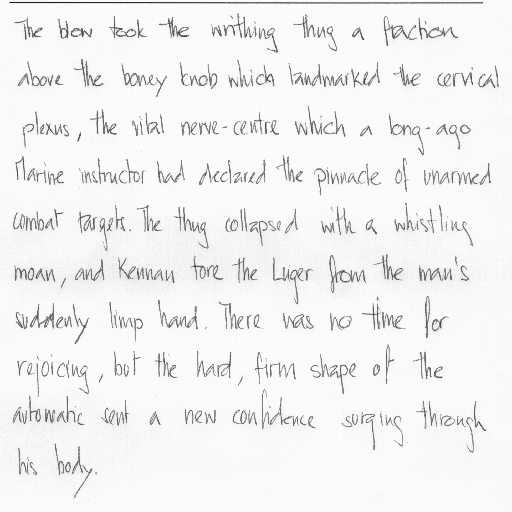 The blow took the writhing thug a fraction
above the boney knob which landmarked the cervical
plexus, the vital nerve-centre which a long-ago
Marine instructor had declared the pinnacle of unarmed
combat targets. The thug collapsed with a whistling
moan, and Kennan tore the Luger from the man's
suddenly limp hand. There was no time for
rejoicing, but the hard, firm shape of the
automatic sent a new confidence surging through
his body.